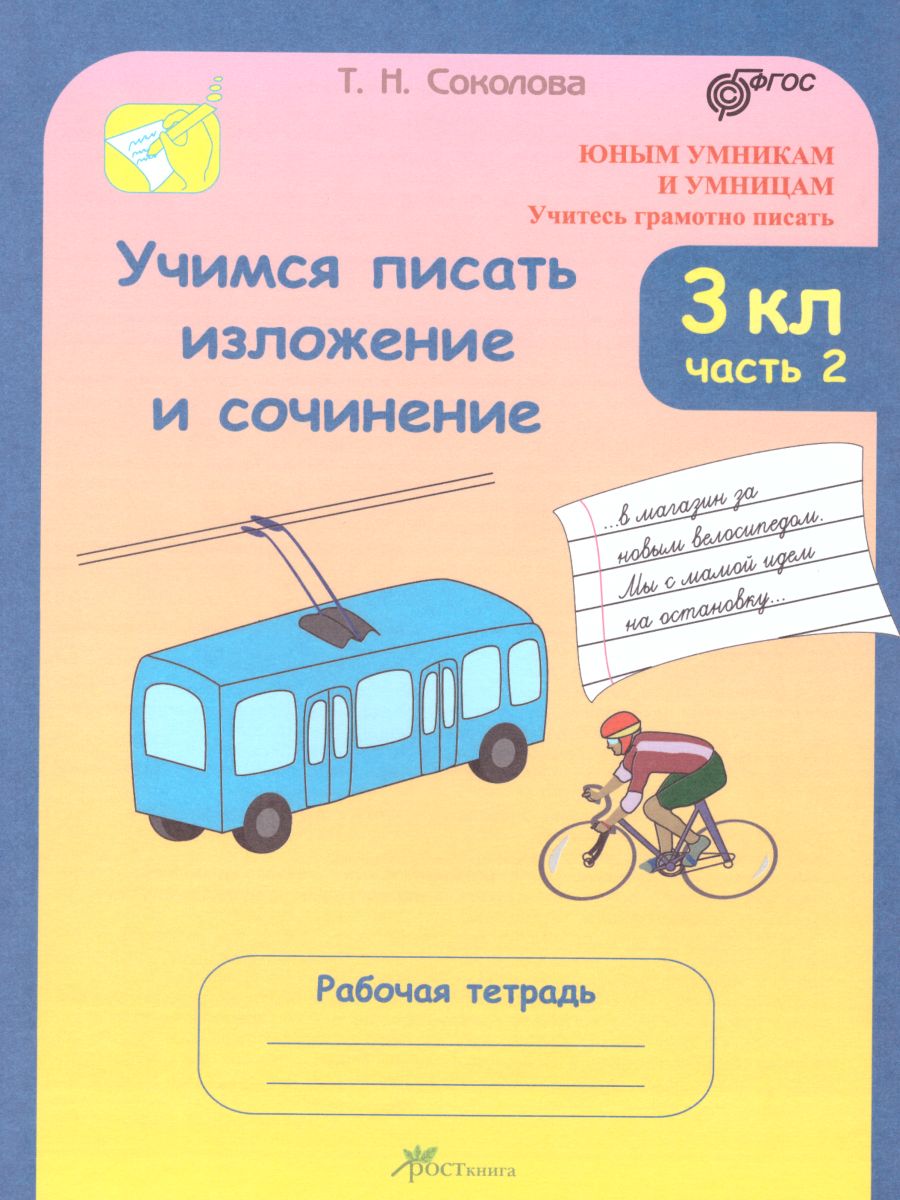 Т. Н. Соколова
ФГОС
ЮНЫМ УМНИКАМ
И УМНИЦАМ
Учитесь грамотно писать
Учимся писать
изложение
и сочинение
3 кл
часть 2
...в магазин за
новым велосипедом.
Мы с мамой идем
на остановку...
Рабочая тетрадь
РОСТкнига